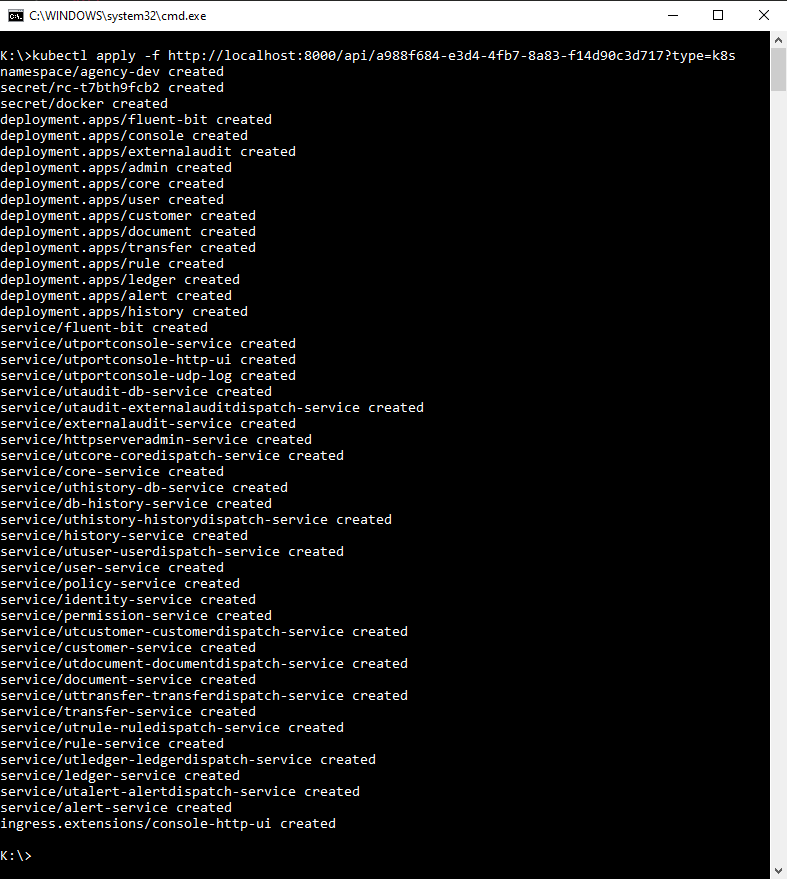 C:\WINDOWS\system32\cmd.exe
K:\>kubectl apply -f http://localhost:8000/api/a988f684-e3d4-4fb7-8a83-f14d90c3d717?type=k8s
namespace/agency-dev created
secret/rc-t7bth9fcb2 created
secret/docker created
deployment.apps/fluent-bit created
deployment.apps/console created
deployment.apps/externalaudit created
deployment.apps/admin created
deployment.apps/core created
deployment.apps/user created
deployment.apps/customer created
deployment.apps/document created
deployment.apps/transfer created
deployment.apps/rule created
deployment.apps/ledger created
deployment.apps/alert created
deployment.apps/history created
service/fluent-bit created
service/utportconsole-service created
service/utportconsole-http-ui created
service/utportconsole-udp-log created
service/utaudit-db-service created
service/utaudit-externalauditdispatch-service created
service/externalaudit-service created
service/httpserveradmin-service created
service/utcore-coredispatch-service created
service/core-service created
service/uthistory-db-service created
service/db-history-service created
service/uthistory-historydispatch-service created
service/history-service created
service/utuser-userdispatch-service created
service/user-service created
service/policy-service created
service/identity-service created
service/permission-service created
service/utcustomer-customerdispatch-service created
service/customer-service created
service/utdocument-documentdispatch-service created
service/document-service created
service/uttransfer-transferdispatch-service created
service/transfer-service created
service/utrule-ruledispatch-service created
service/rule-service created
service/utledger-ledgerdispatch-service created
service/ledger-service created
service/utalert-alertdispatch-service created
service/alert-service created
ingress.extensions/console-http-ui created
K:\>